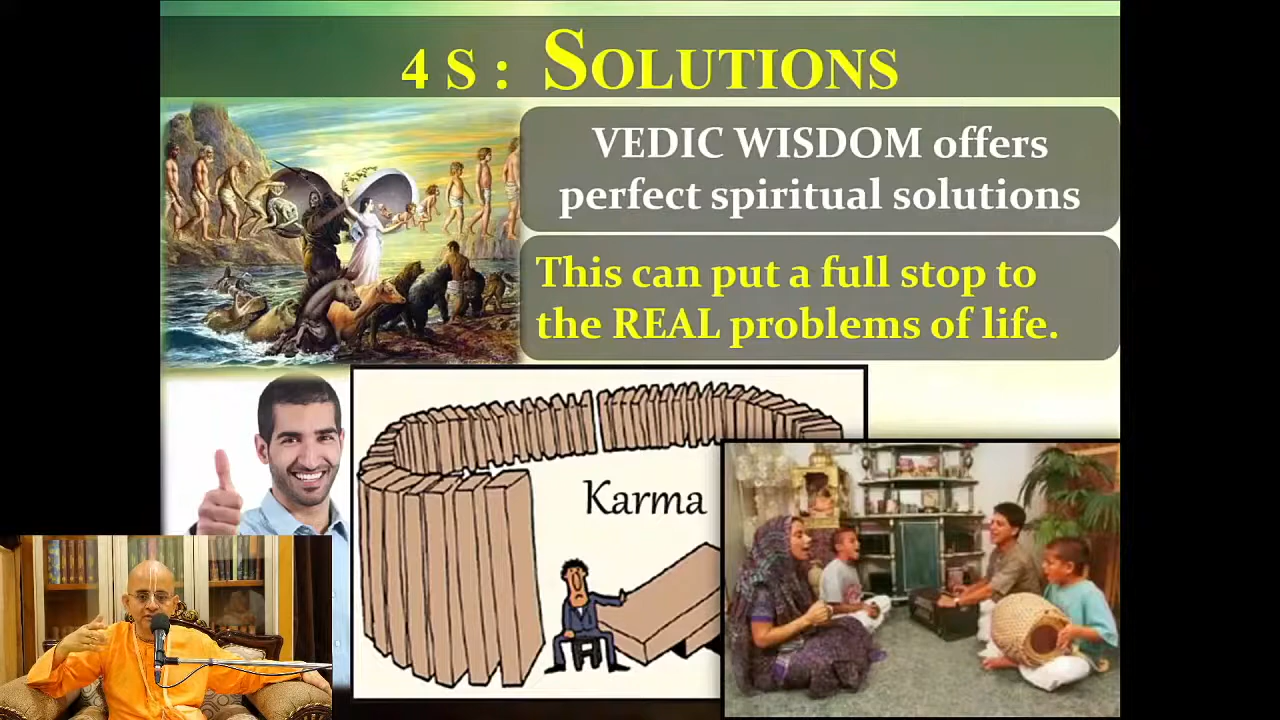 4 S : SOLUTIONS
VEDIC WISDOM offers
perfect spiritual solutions
This can put a full stop to
the REAL problems of life.
Karma